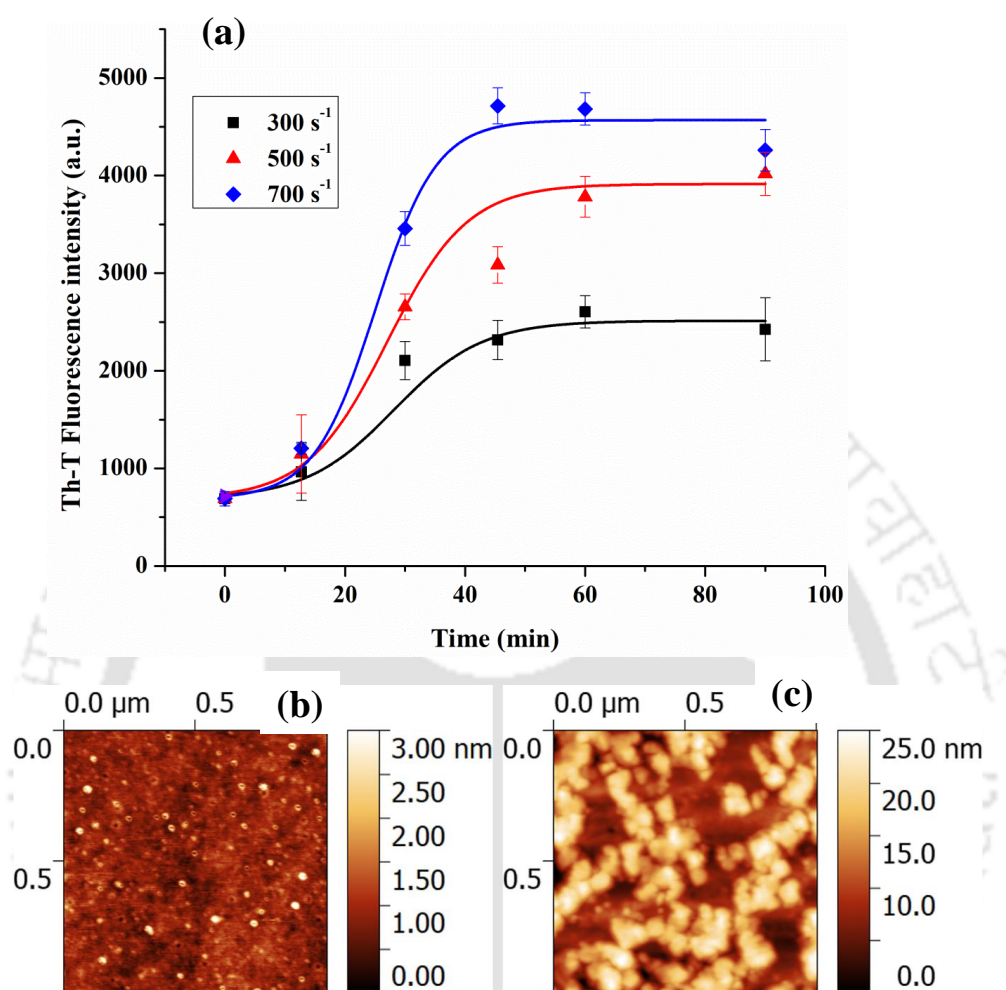 (a)
5000
4000
3000
2000
1000
0
Th-T Fluorescence intensity (a.u.)
300 s⁻¹
500 s⁻¹
700 s⁻¹
0 20 40 60 80 100
Time (min)
(b)
0.0 µm 0.5
0.0
0.5
3.00 nm
2.50
2.00
1.50
1.00
0.00
(c)
0.0 µm 0.5
0.0
0.5
25.0 nm
20.0
15.0
10.0
0.0